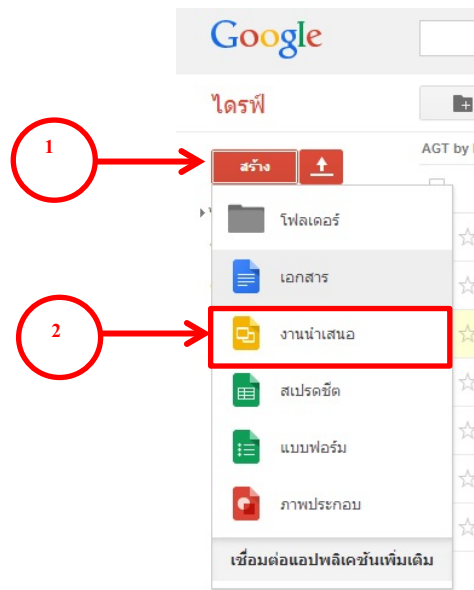 Google
ไดรฟ์
1
สร้าง
AGT by
โฟลเดอร์
เอกสาร
2
งานนำเสนอ
สเปรดชีต
แบบฟอร์ม
ภาพประกอบ
เชื่อมต่อแอปพลิเคชันเพิ่มเติม